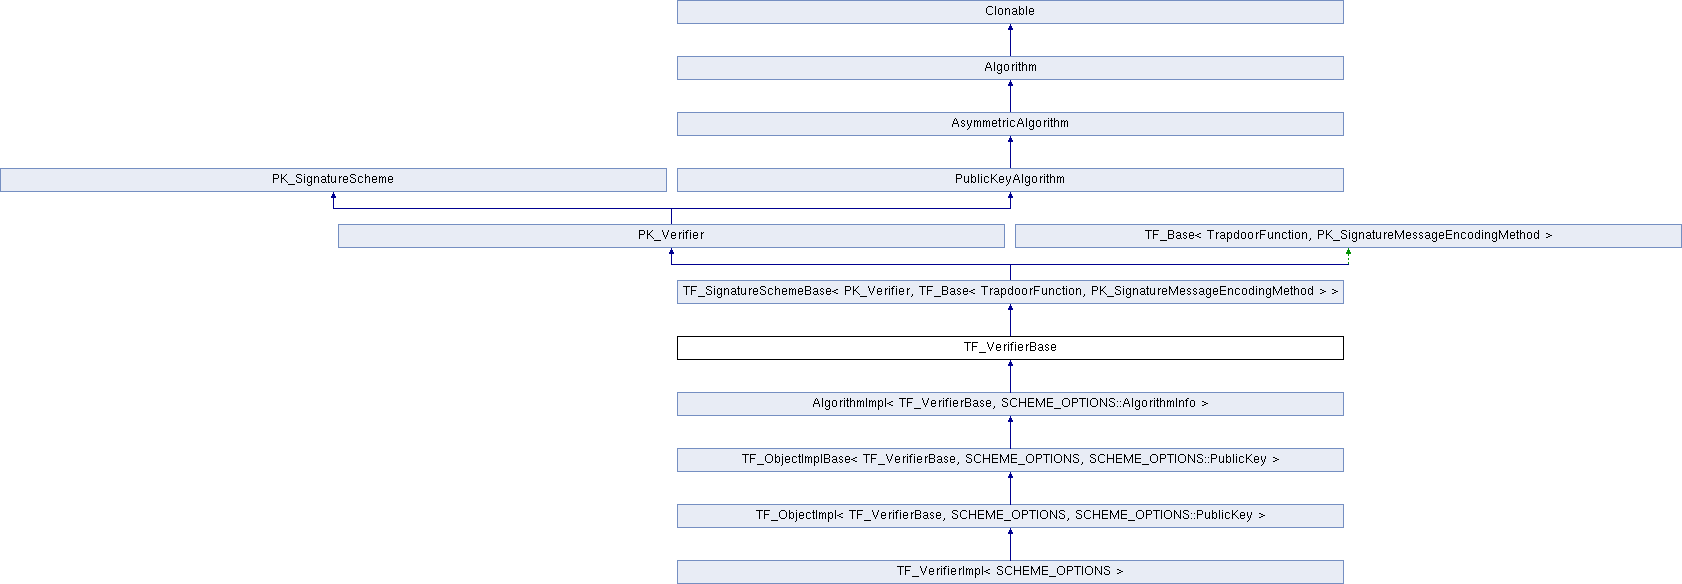 Clonable
Algorithm
AsymmetricAlgorithm
PK_SignatureScheme
PublicKeyAlgorithm
PK_Verifier
TF_Base< TrapdoorFunction, PK_SignatureMessageEncodingMethod >
TF_SignatureSchemeBase< PK_Verifier, TF_Base< TrapdoorFunction, PK_SignatureMessageEncodingMethod > >
TF_VerifierBase
AlgorithmImpl< TF_VerifierBase, SCHEME_OPTIONS::AlgorithmInfo >
TF_ObjectImplBase< TF_VerifierBase, SCHEME_OPTIONS, SCHEME_OPTIONS::PublicKey >
TF_ObjectImpl< TF_VerifierBase, SCHEME_OPTIONS, SCHEME_OPTIONS::PublicKey >
TF_VerifierImpl< SCHEME_OPTIONS >